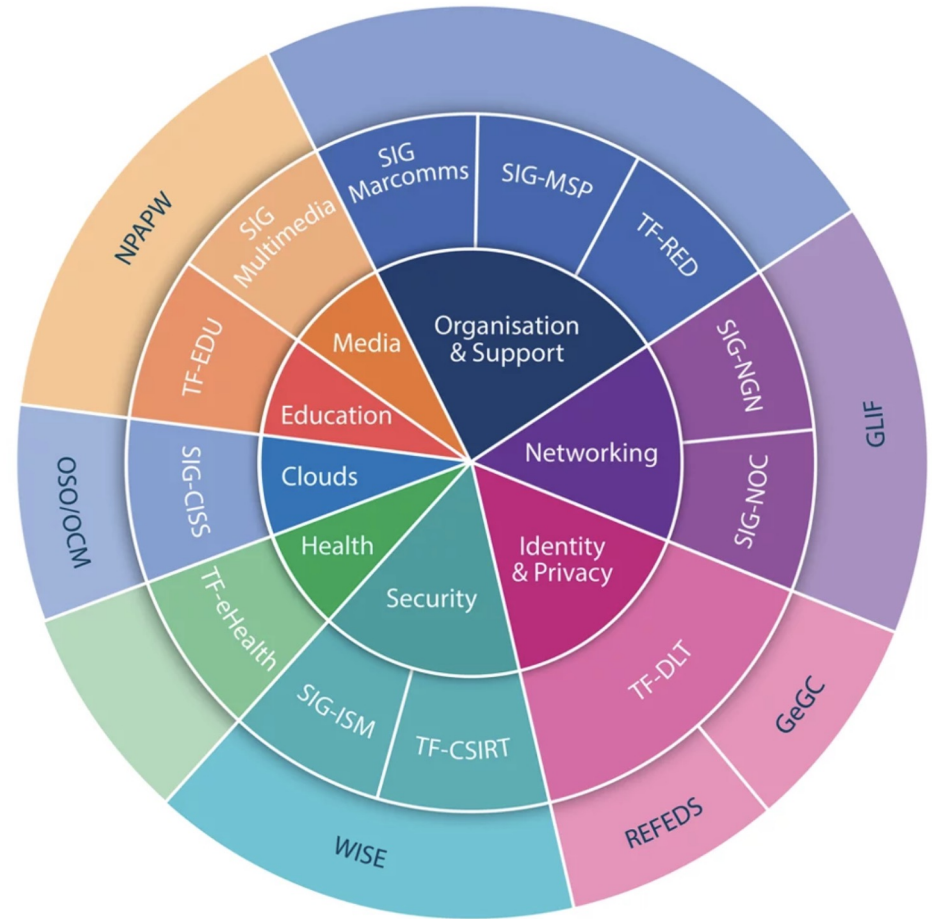 NPAPW
SIG
Marcomms
SIG-MSP
TF-RED
SIG
Multimedia
TF-EDU
Organisation
& Support
Media
Education
Clouds
Health
Security
Identity
& Privacy
Networking
SIG-NGN
SIG-NOC
GLIF
OSO/OCM
SIG-CISS
TF-eHealth
SIG-ISM
TF-CSIRT
TF-DLT
GeGC
REFEDS
WISE